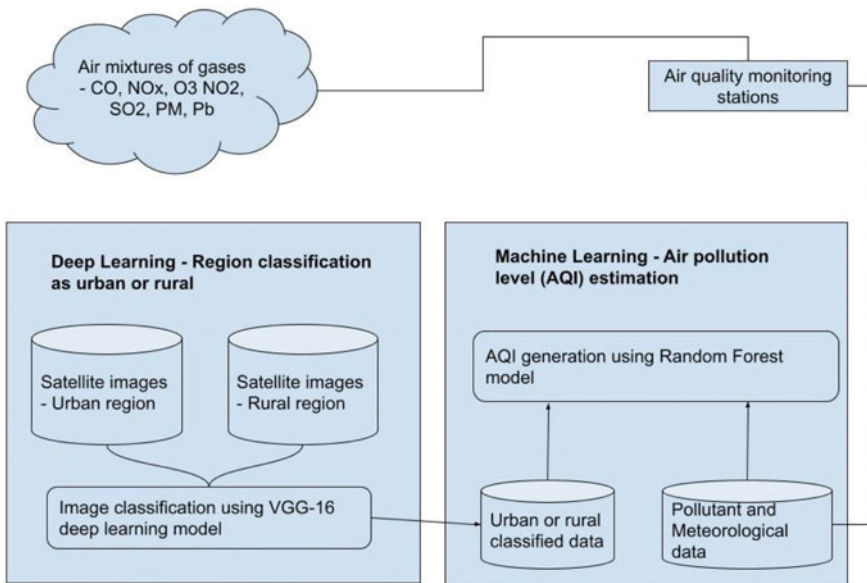 Air mixtures of gases
- CO, NOx, O3 NO2,
SO2, PM, Pb
Air quality monitoring
stations
Deep Learning - Region classification
as urban or rural
Satellite images
- Urban region
Satellite images
- Rural region
Image classification using VGG-16
deep learning model
Machine Learning - Air pollution
level (AQI) estimation
AQI generation using Random Forest
model
Urban or rural
classified data
Pollutant and
Meteorological
data